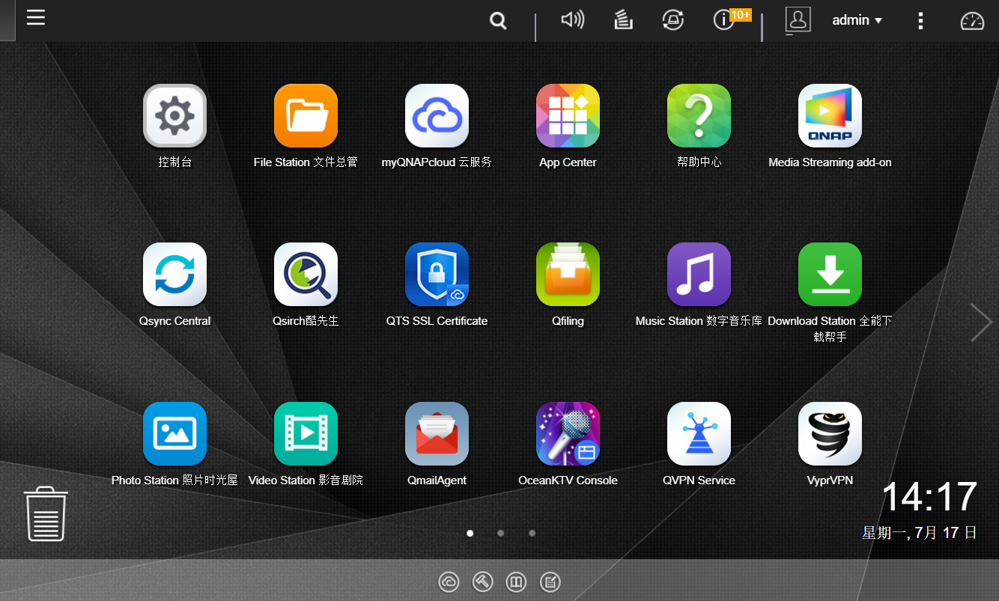 10+
admin
控制台
File Station 文件总管
myQNAPcloud 云服务
App Center
帮助中心
QNAP
Media Streaming add-on
Qsync Central
Qsirch酷先生
QTS SSL Certificate
Qfiling
Music Station 数字音乐库
Download Station 全能下
载帮手
Photo Station 照片时光屋
Video Station 影音剧院
QmailAgent
OceanKTV Console
QVPN Service
VyprVPN
14:17
星期一, 7月 17 日